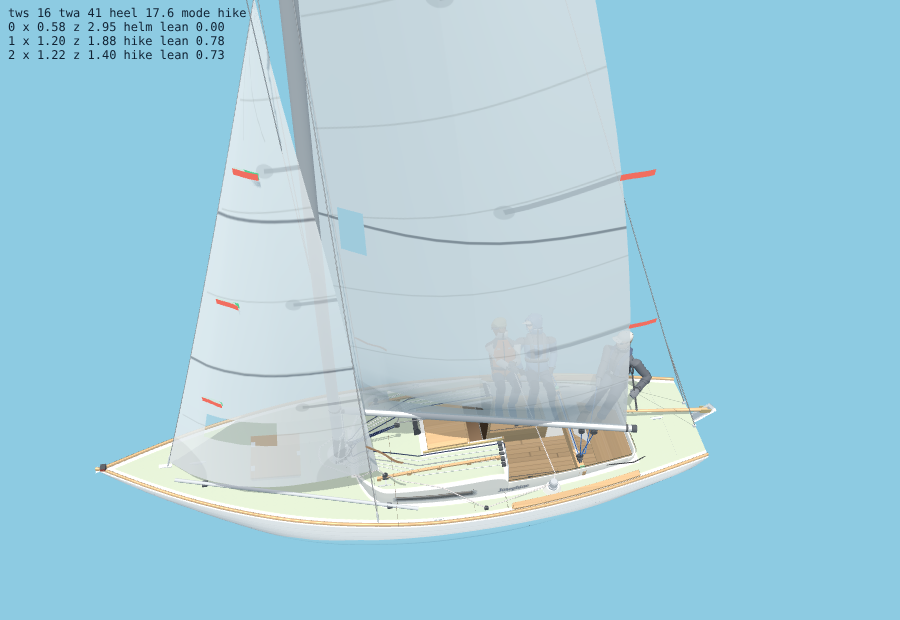 tws 16 twa 41 heel 17.6 mode hike
0 x 0.58 z 2.95 helm lean 0.00
1 x 1.20 z 1.88 hike lean 0.78
2 x 1.22 z 1.40 hike lean 0.73